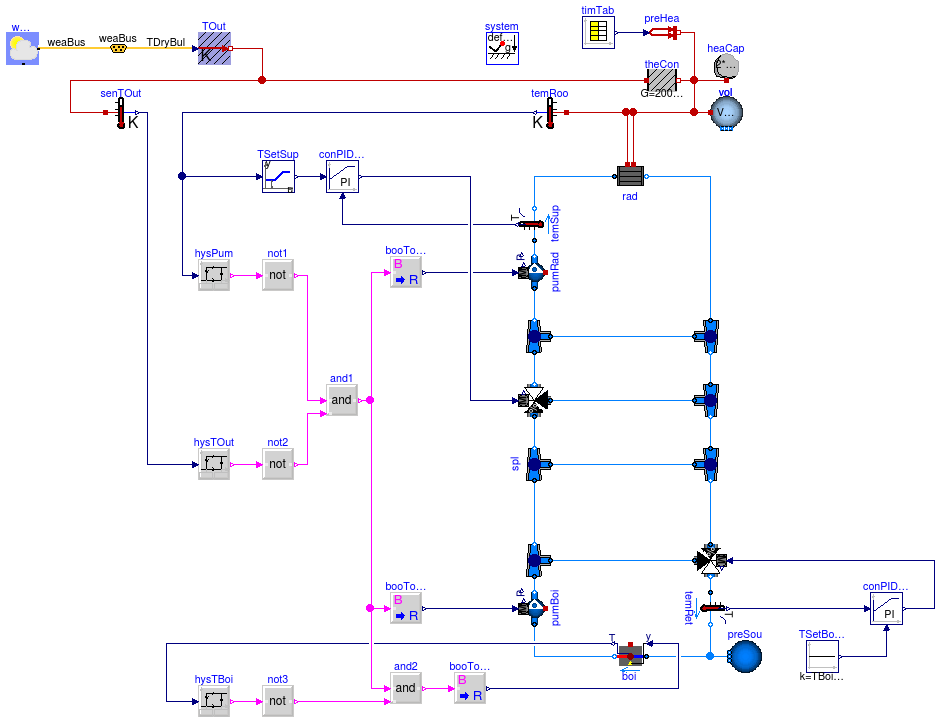 w...
weaBus
weaBus
TDryBul
TOut
K
system
def...
g
timTab
preHea
heaCap
2*...
theCon
G=200...
senTOut
K
temRoo
K
vol
V...
TSetSup
y
conPID...
PI
rad
T
temSup
hysPum
not1
not
booTo...
B
R
pumRad
M
and1
and
M
hysTOut
not2
not
spl
M
booTo...
B
R
pumBoi
M
temRet
T
conPID...
PI
TSetBo...
k=TBoi...
preSou
T
y
boi
hysTBoi
not3
not
and2
and
booTo...
B
R